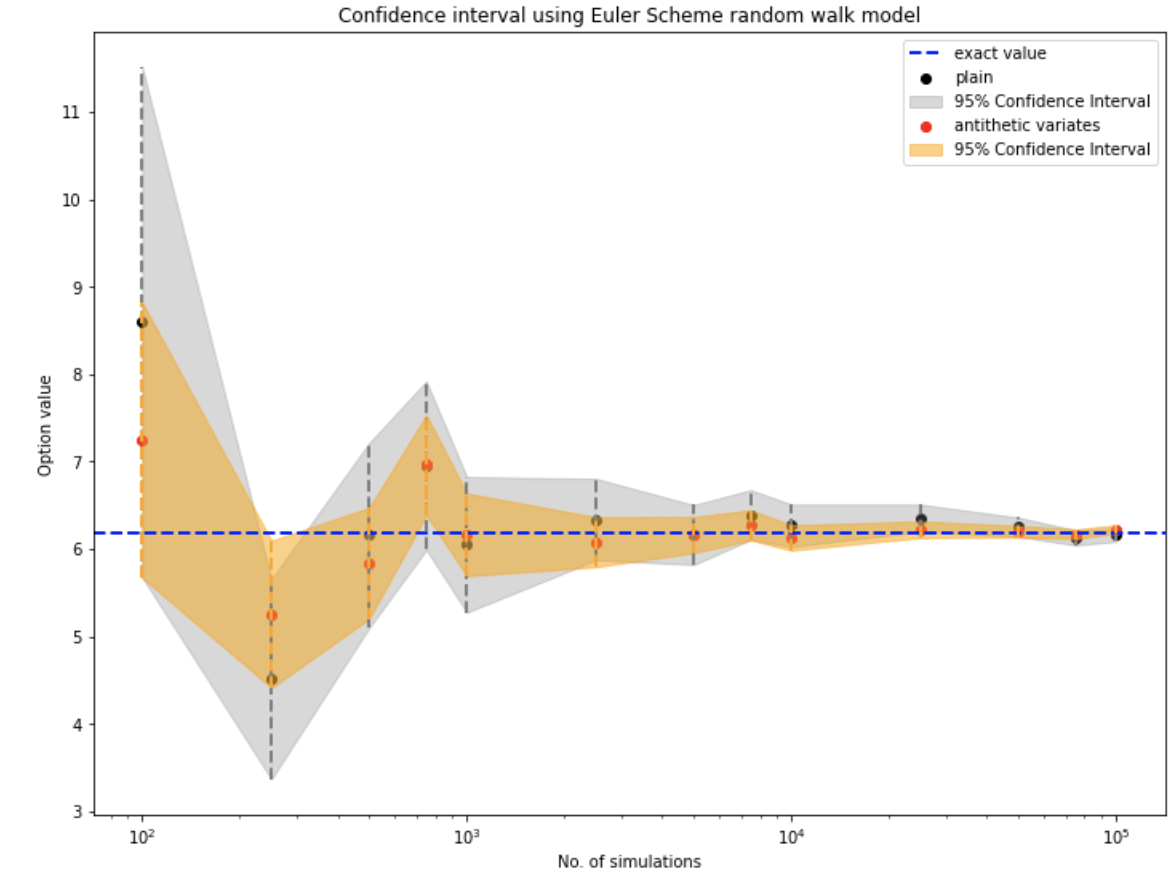 Confidence interval using Euler Scheme random walk model
exact value
plain
95% Confidence Interval
antithetic variates
95% Confidence Interval
11
10
9
8
7
6
5
4
3
Option value
10²
10³
10⁴
10⁵
No. of simulations